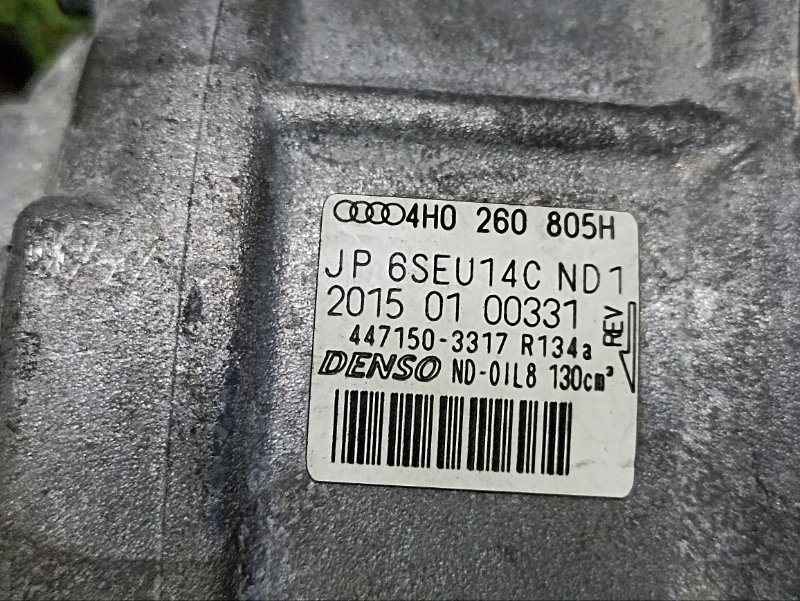 4H0 260 805H
JP 6SEU14C ND1
2015 01 00331
447150-3317 R134a
REV
DENSO ND-OIL8 130cm³